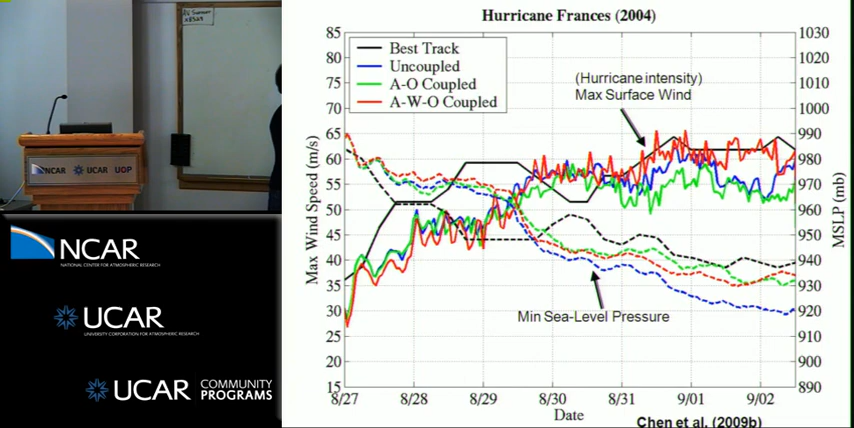 AV Support
x8529
NCAR
UCAR
UOP
NCAR
NATIONAL CENTER FOR ATMOSPHERIC RESEARCH
UCAR
UNIVERSITY CORPORATION FOR ATMOSPHERIC RESEARCH
UCAR COMMUNITY
PROGRAMS
Hurricane Frances (2004)
Best Track
Uncoupled
A-O Coupled
A-W-O Coupled
(Hurricane intensity)
Max Surface Wind
Min Sea-Level Pressure
Max Wind Speed (m/s)
85
80
75
70
65
60
55
50
45
40
35
30
25
20
15
MSLP (mb)
1030
1020
1010
1000
990
980
970
960
950
940
930
920
910
900
890
8/27 8/28 8/29 8/30 8/31 9/01 9/02
Date
Chen et al. (2009b)